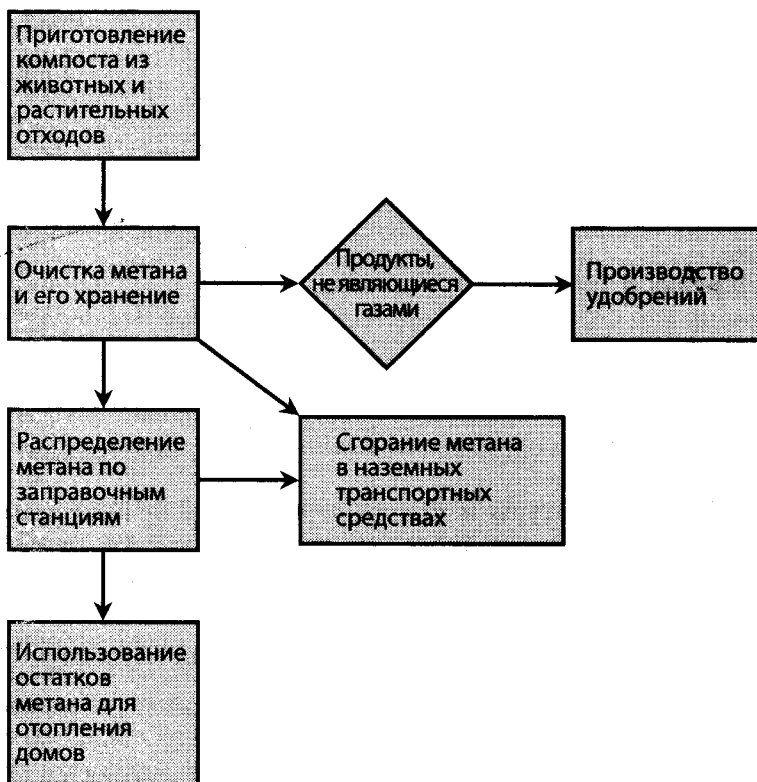 Приготовление
компоста из
животных и
растительных
отходов
Очистка метана
и его хранение
Продукты,
не являющиеся
газами
Производство
удобрений
Распределение
метана по
заправочным
станциям
Сгорание метана
в наземных
транспортных
средствах
Использование
остатков
метана для
отопления
домов